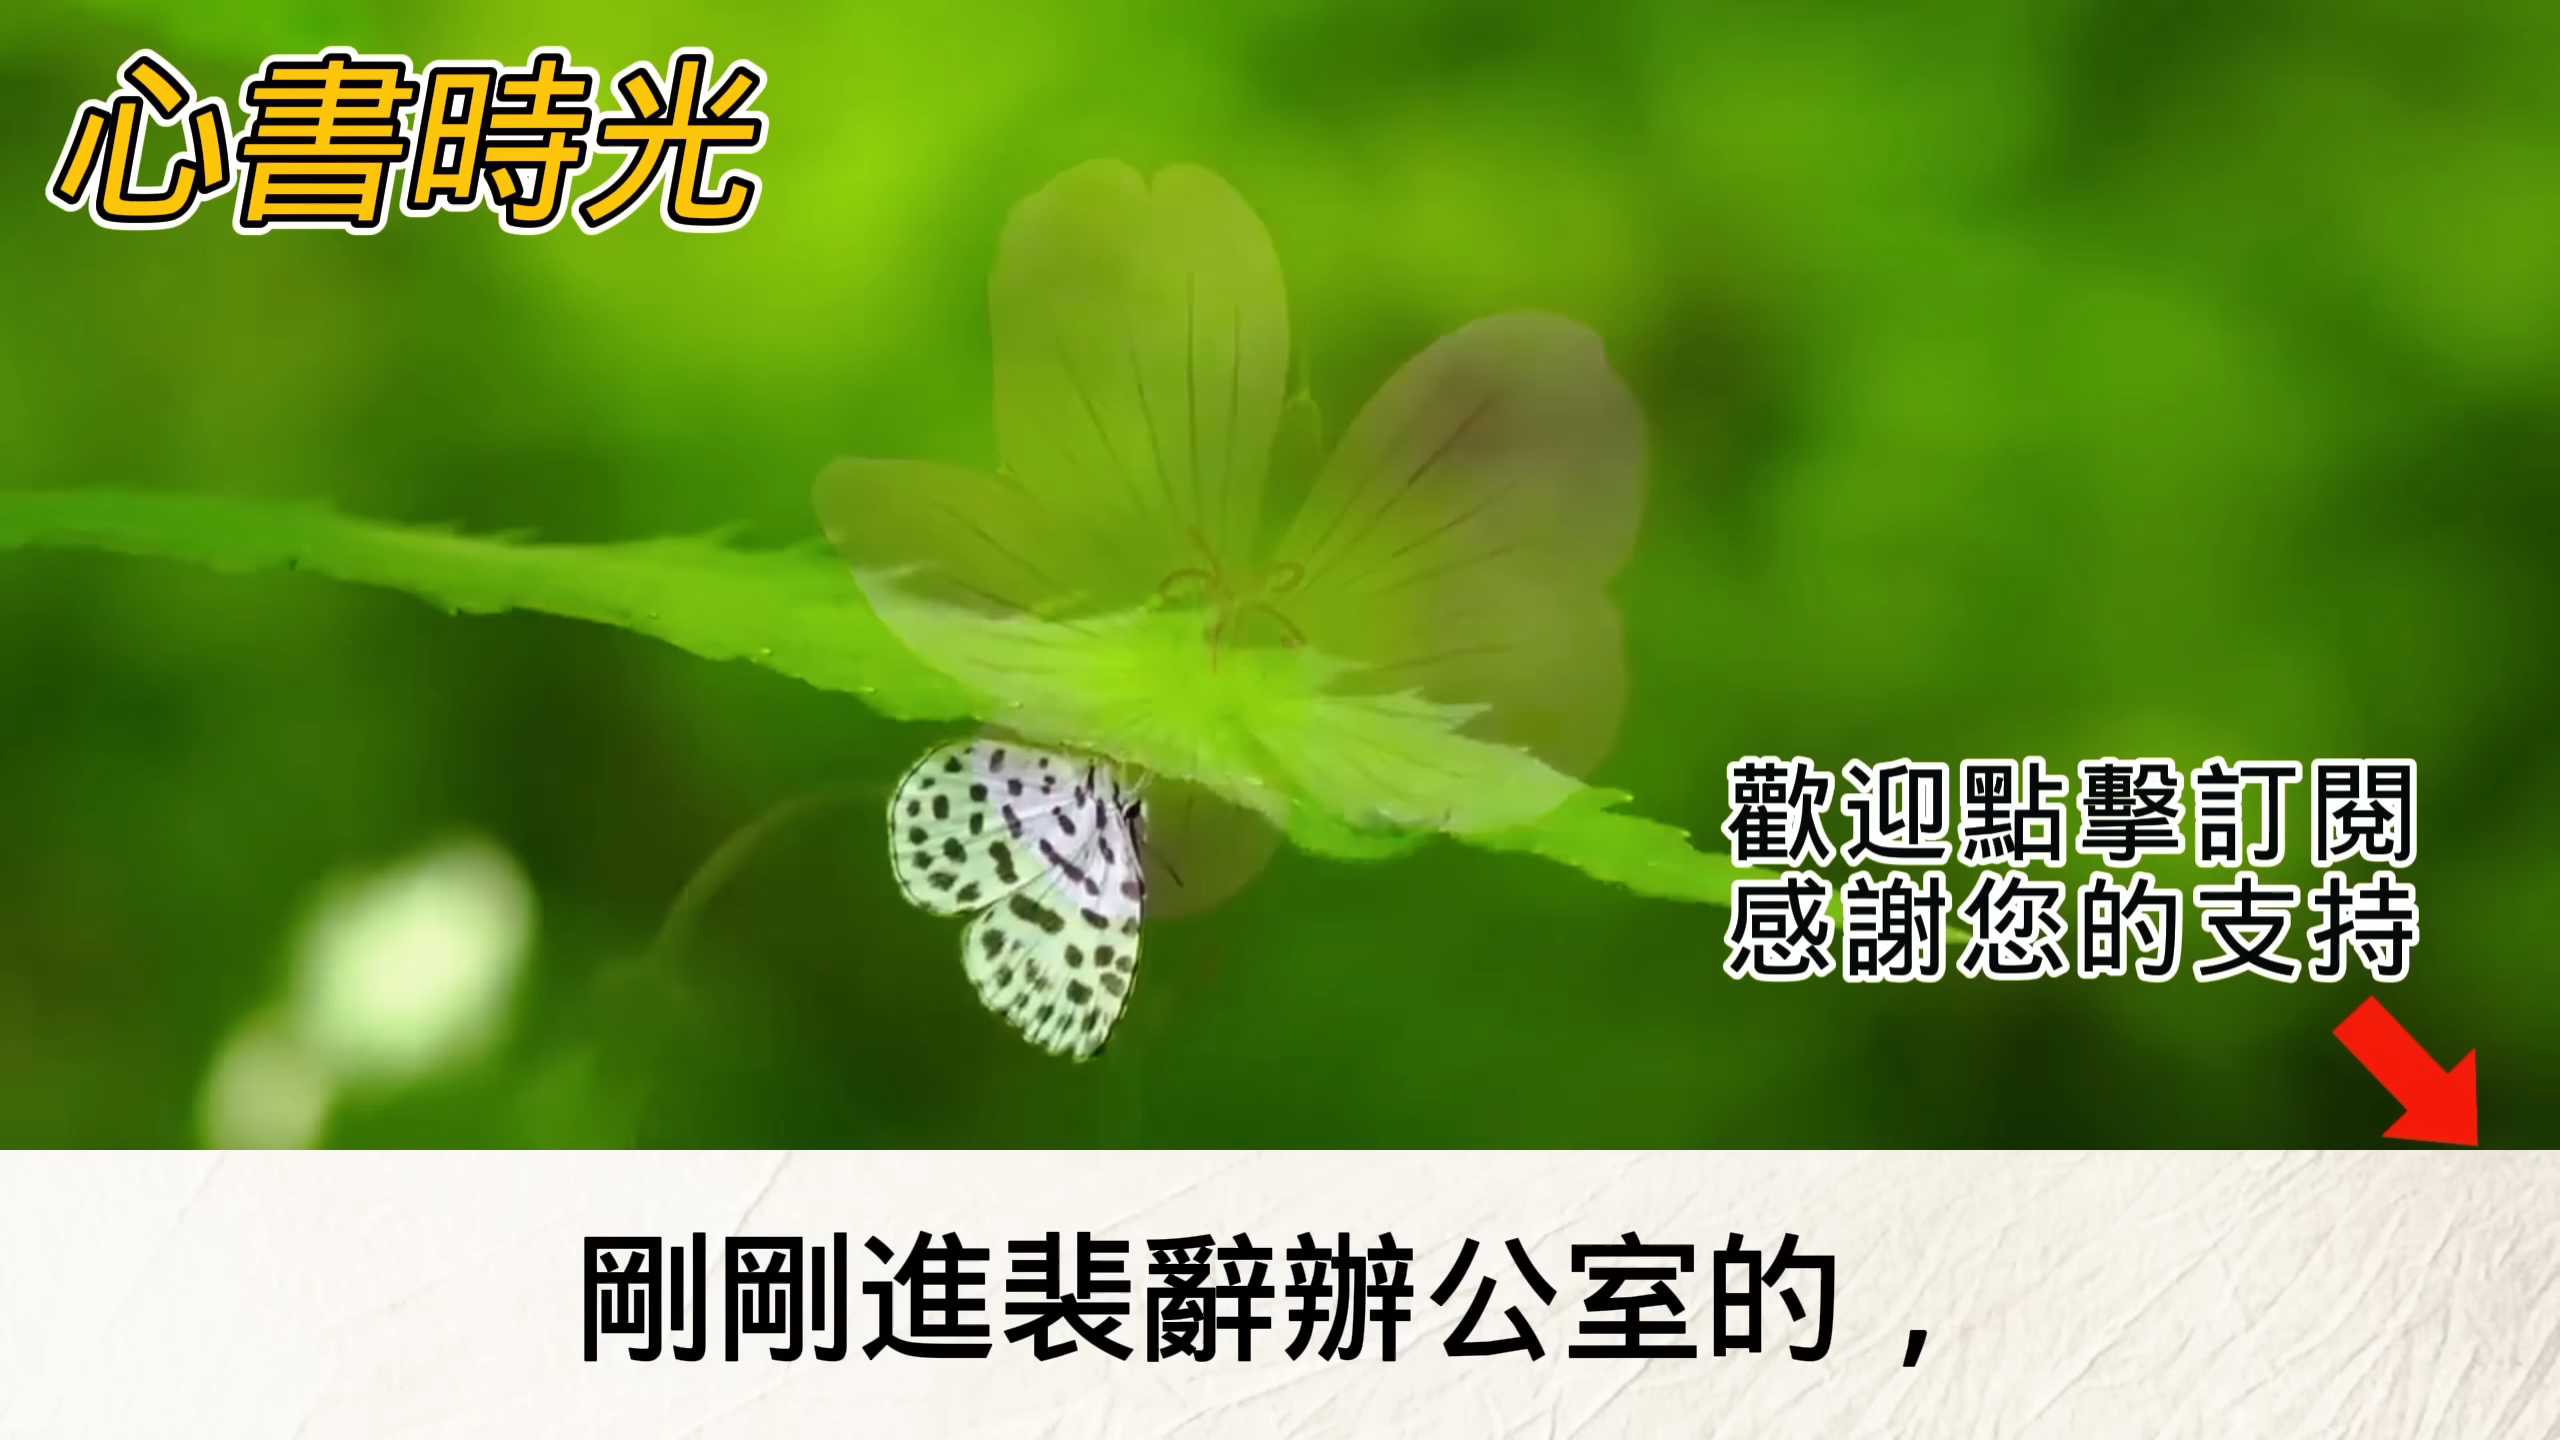 心書時光
歡迎點擊訂閱
感謝您的支持
剛剛進裴辭辦公室的，